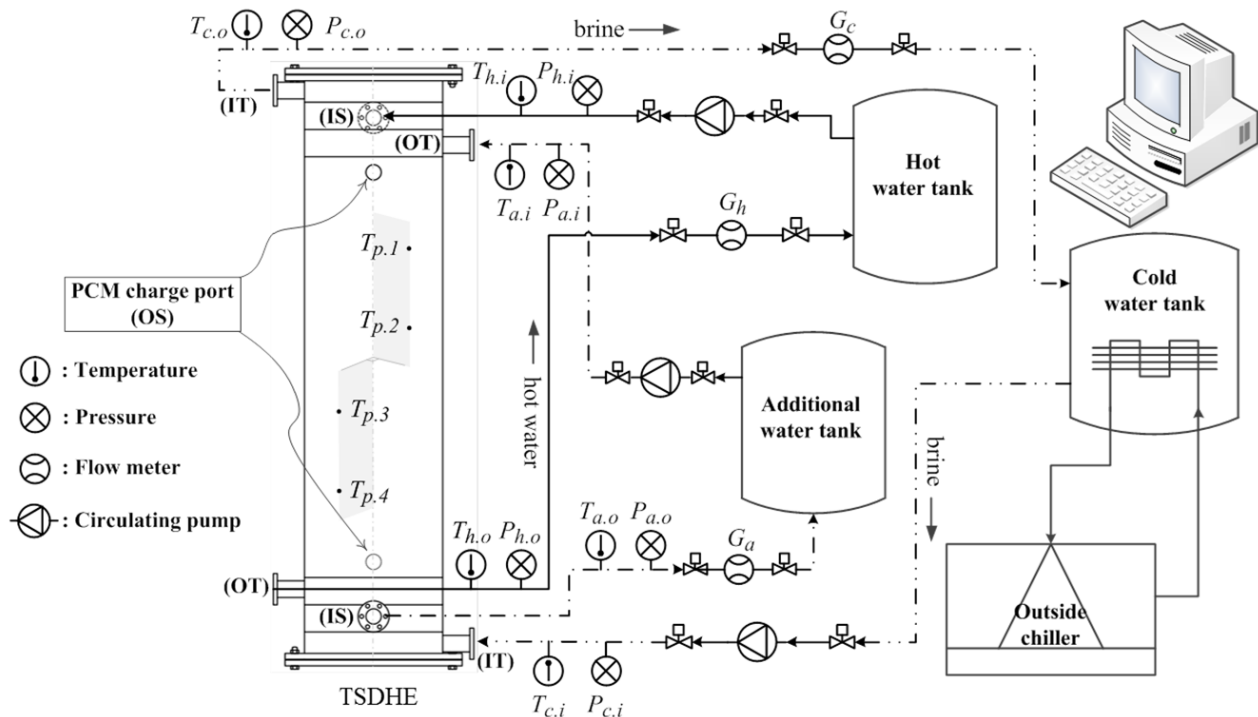 T_{c.o}
P_{c.o}
brine
G_c
(IT)
(IS)
T_{h.i}
P_{h.i}
(OT)
T_{a.i}
P_{a.i}
Hot
water tank
G_h
T_{p.1}
T_{p.2}
PCM charge port
(OS)
Cold
water tank
: Temperature
: Pressure
: Flow meter
: Circulating pump
T_{p.3}
T_{p.4}
hot water
Additional
water tank
brine
T_{h.o}
P_{h.o}
T_{a.o}
P_{a.o}
G_a
(OT)
(IS)
(IT)
Outside
chiller
T_{c.i}
P_{c.i}
TSDHE